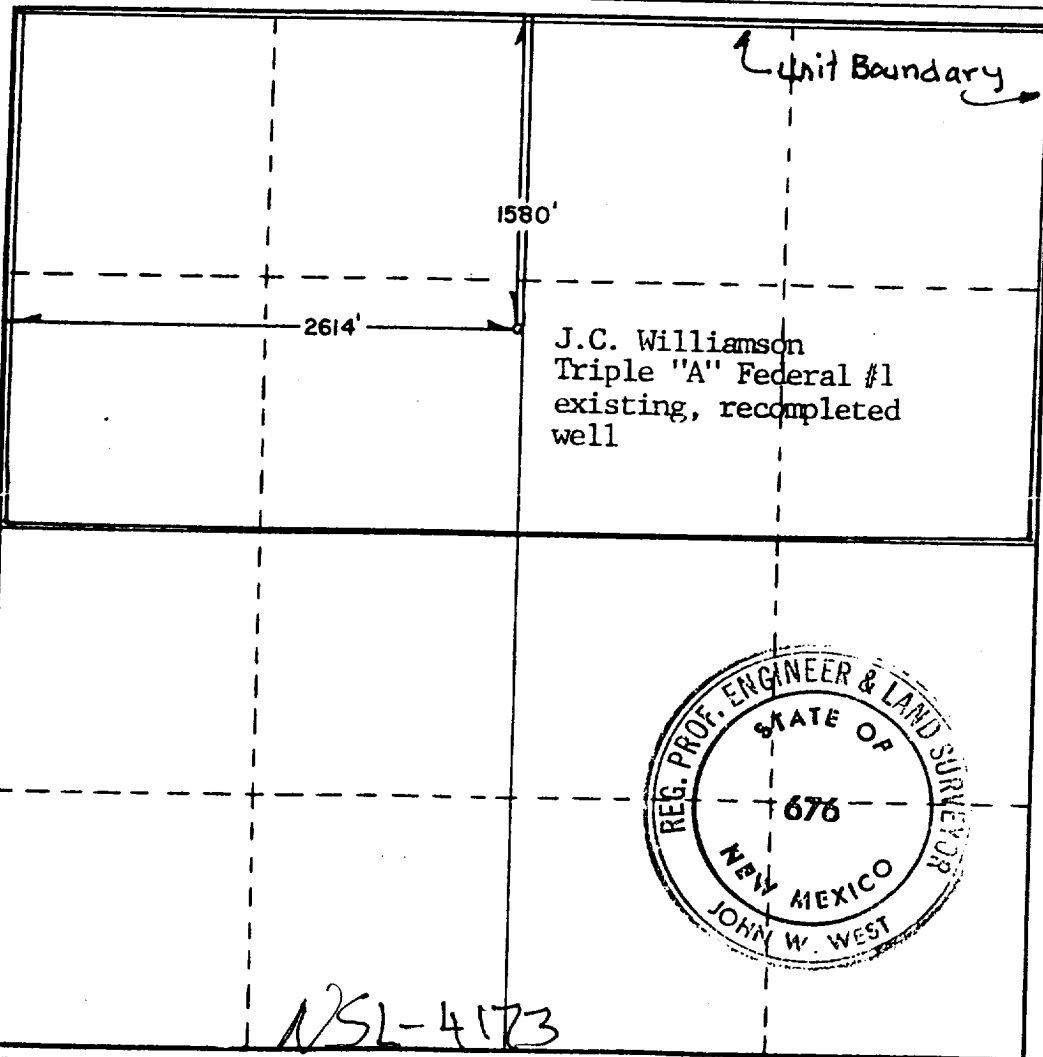 Unit Boundary
1580'
2614'
J.C. Williamson
Triple "A" Federal #1
existing, recompleted
well
REG. PROF. ENGINEER & LAND SURVEYOR
STATE OF
676
NEW MEXICO
JOHN W. WEST
NSL-4173